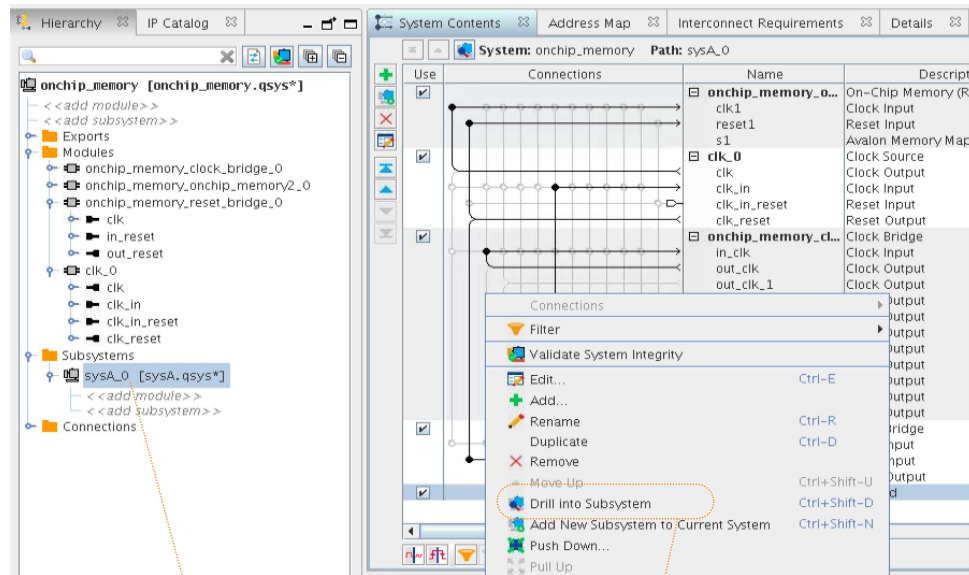 Hierarchy
IP Catalog
onchip_memory [onchip_memory.qsys*]
<<add module>>
<<add subsystem>>
Exports
Modules
onchip_memory_clock_bridge_0
onchip_memory_onchip_memory2_0
onchip_memory_reset_bridge_0
clk
in_reset
out_reset
clk_0
clk
clk_in
clk_in_reset
clk_reset
Subsystems
sysA_0 [sysA.qsys*]
<<add module>>
<<add subsystem>>
Connections
System Contents
Address Map
Interconnect Requirements
Details
System: onchip_memory Path: sysA_0
Use Connections Name Descript
onchip_memory_o... On-Chip Memory (R
clk1 Clock Input
reset1 Reset Input
s1 Avalon Memory Map
clk_0 Clock Source
clk Clock Output
clk_in Clock Input
clk_in_reset Reset Input
clk_reset Reset Output
onchip_memory_cl... Clock Bridge
in_clk Clock Input
out_clk Clock Output
out_clk_1 Clock Output
Connections
Filter
Validate System Integrity
Edit... Ctrl-E
Add...
Rename Ctrl-R
Duplicate Ctrl-D
Remove
Move Up Ctrl+Shift-U
Drill into Subsystem Ctrl+Shift-D
Add New Subsystem to Current System Ctrl+Shift-N
Push Down...
Pull Up